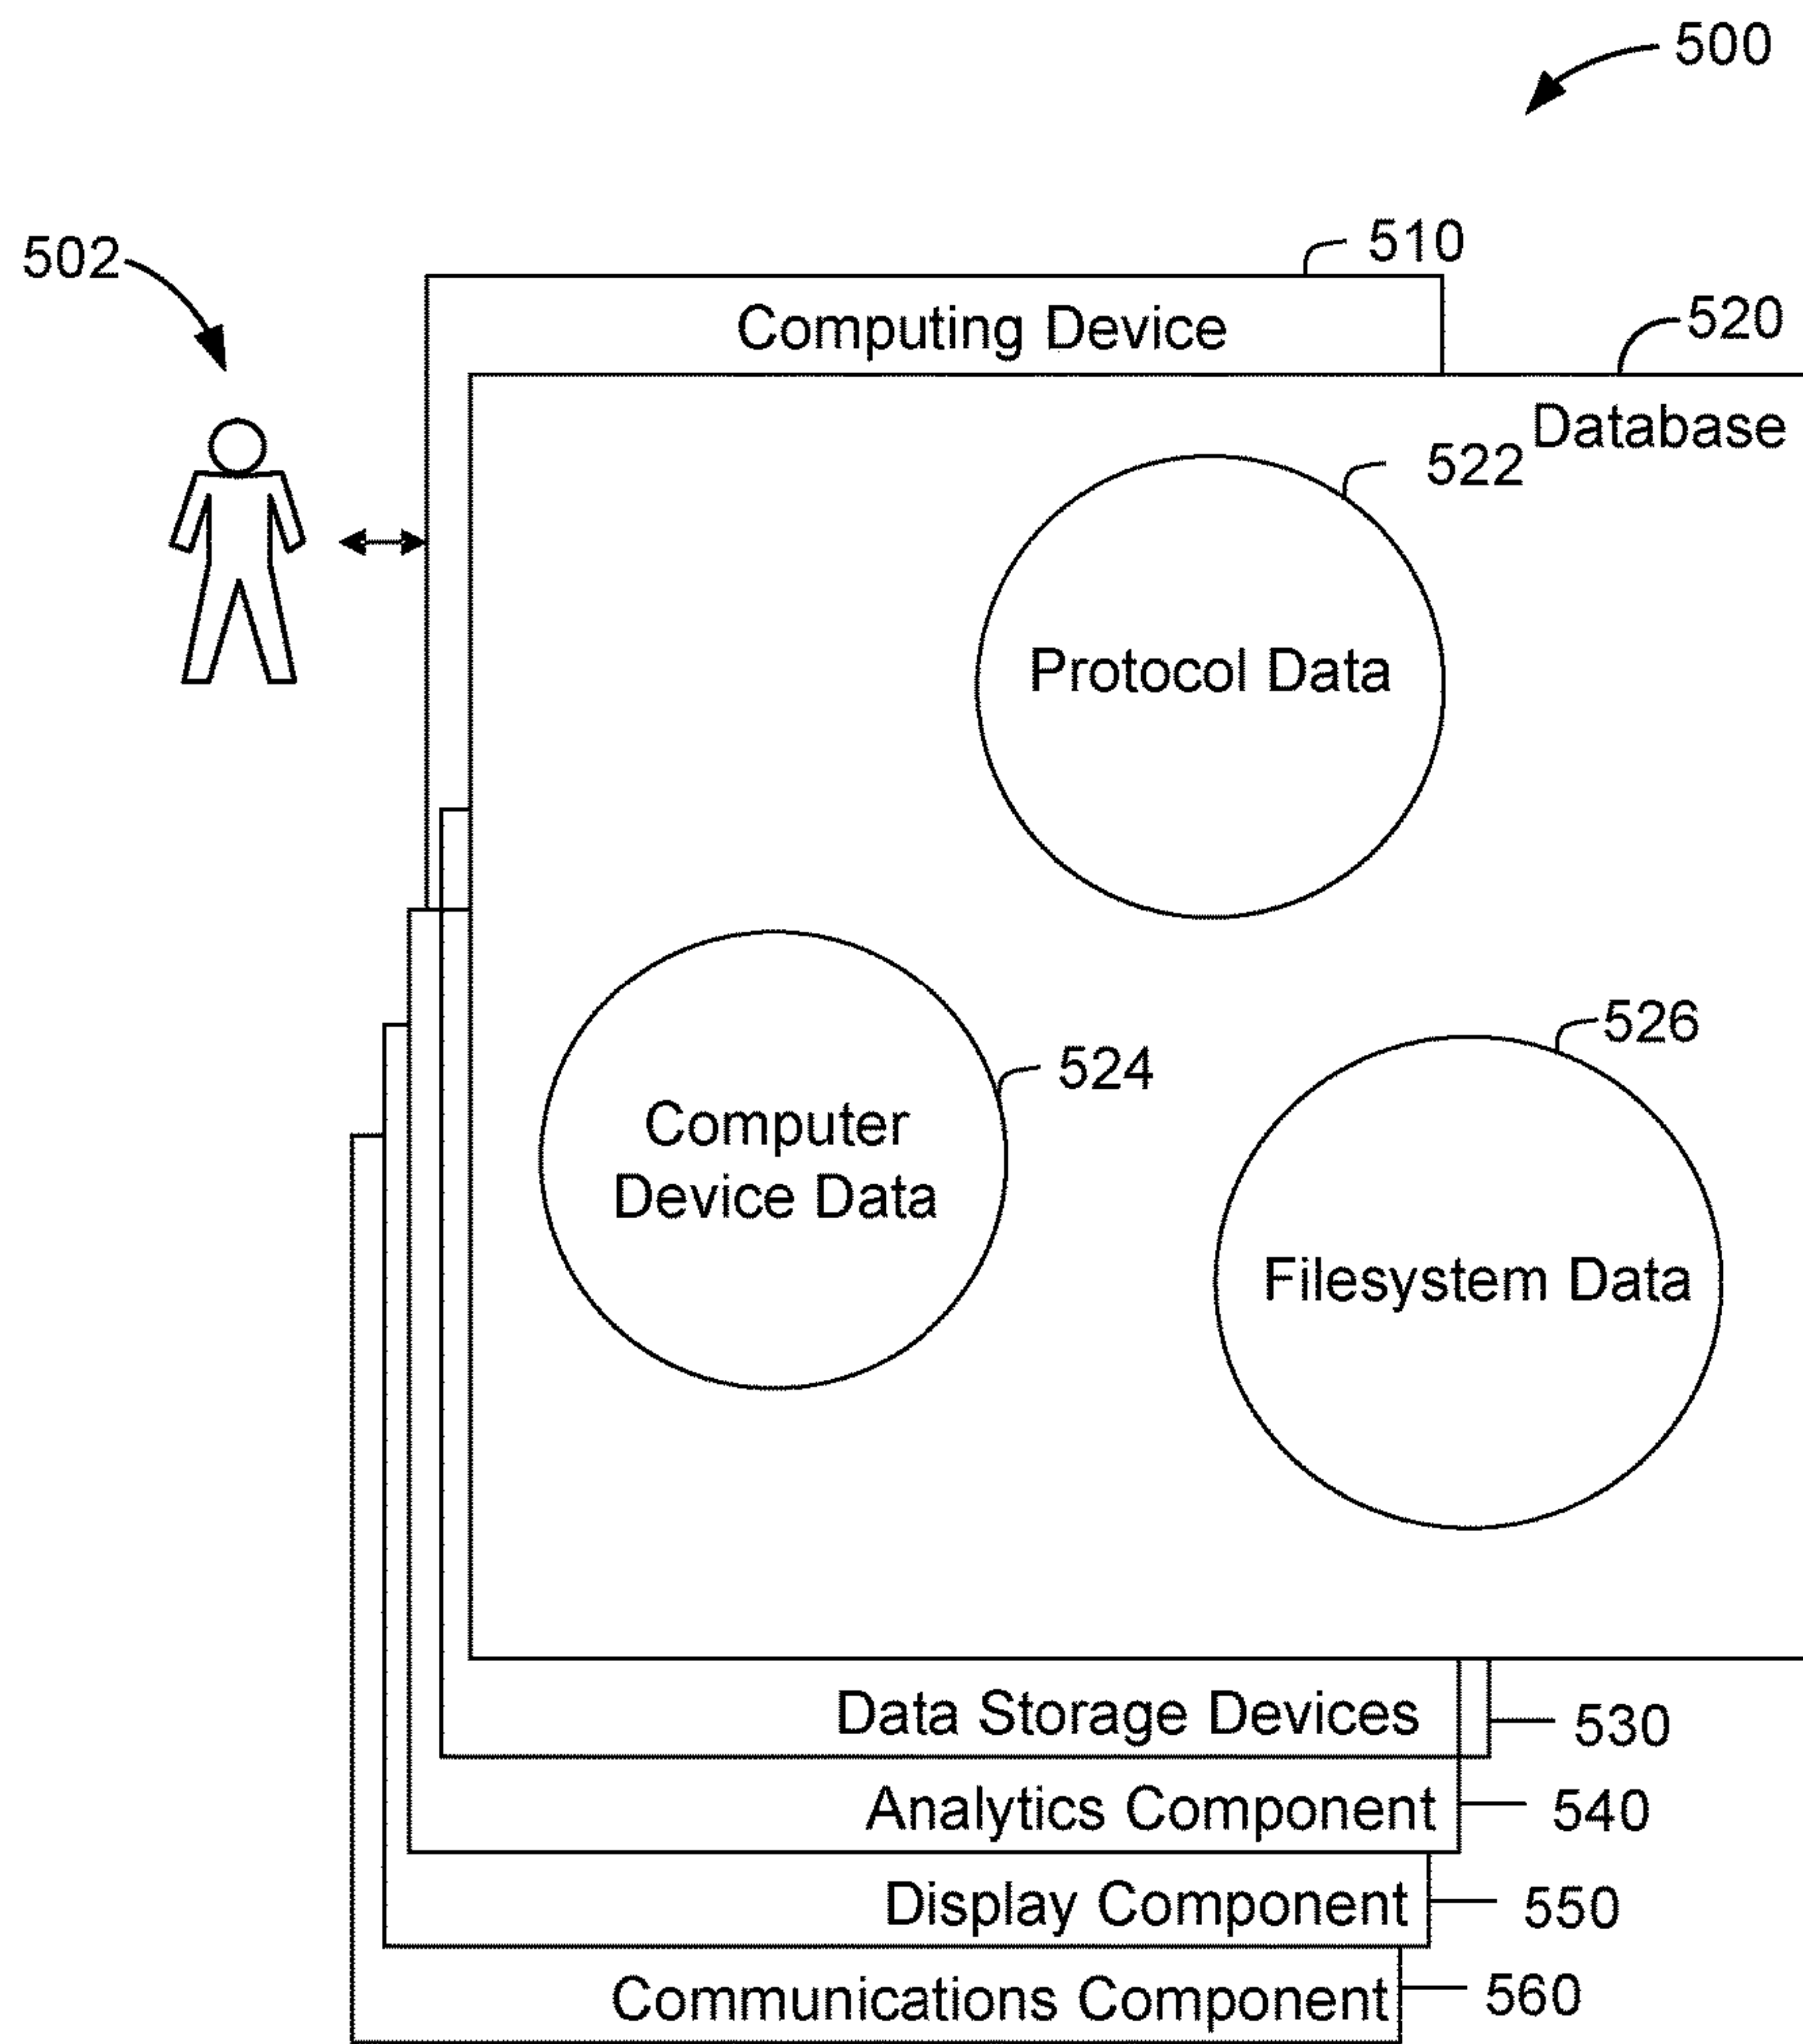 500
510
502
Computing Device
520
Database
522
Protocol Data
526
524
Computer
Device Data
Filesystem Data
Data Storage Devices
530
Analytics Component
540
Display Component
550
Communications Component
560